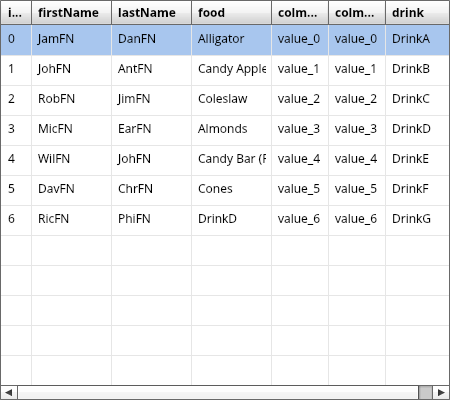 i... firstName lastName food colm... colm... drink
0 JamFN DanFN Alligator value_0 value_0 DrinkA
1 JohFN AntFN Candy Apple value_1 value_1 DrinkB
2 RobFN JimFN Coleslaw value_2 value_2 DrinkC
3 MicFN EarFN Almonds value_3 value_3 DrinkD
4 WilFN JohFN Candy Bar ( value_4 value_4 DrinkE
5 DavFN ChrFN Cones value_5 value_5 DrinkF
6 RicFN PhiFN DrinkD value_6 value_6 DrinkG